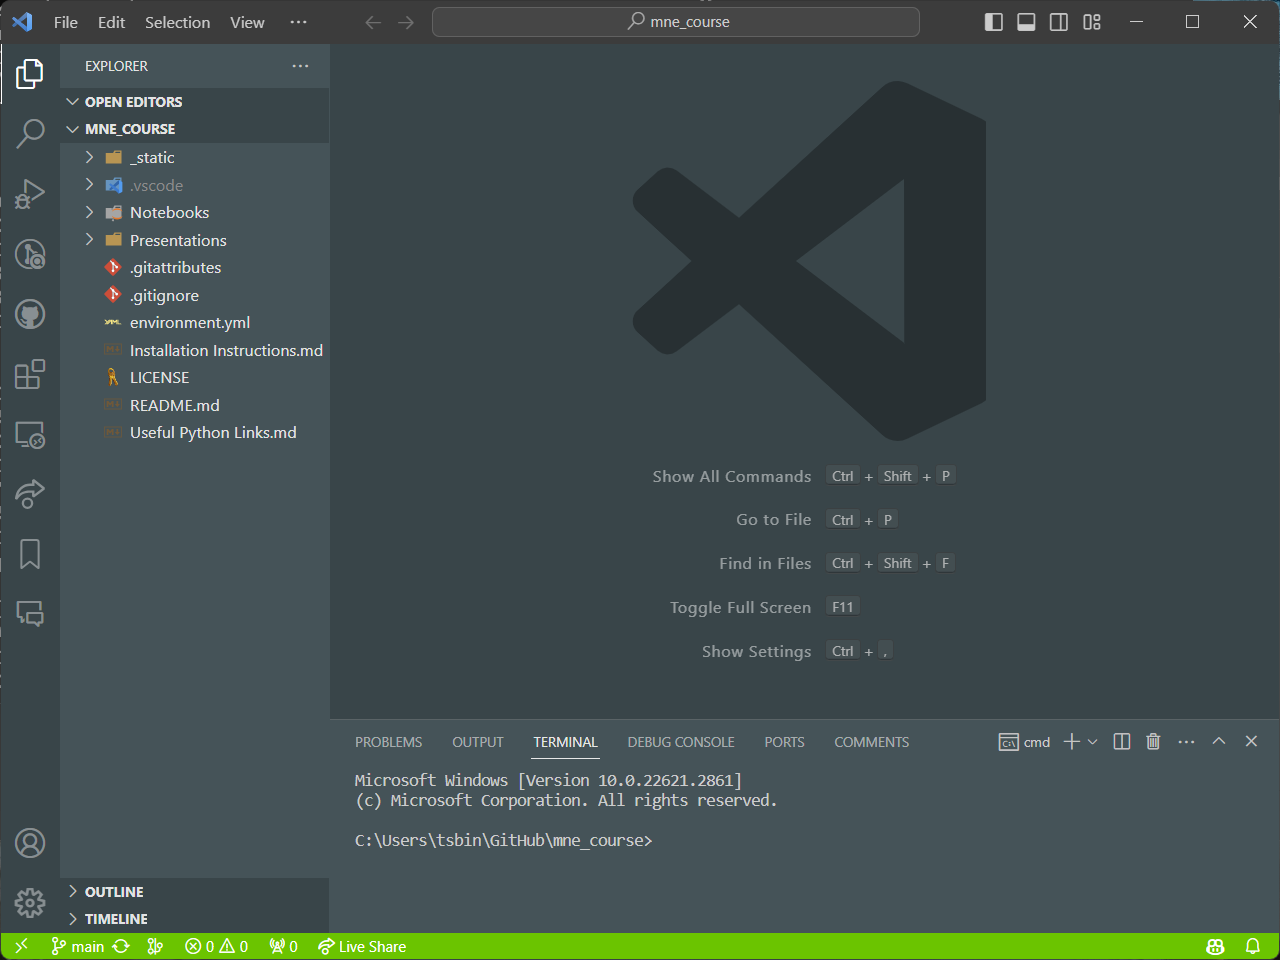 File Edit Selection View ···
mne_course
EXPLORER
OPEN EDITORS
MNE_COURSE
_static
.vscode
Notebooks
Presentations
.gitattributes
.gitignore
environment.yml
Installation Instructions.md
LICENSE
README.md
Useful Python Links.md
OUTLINE
TIMELINE
Show All Commands Ctrl + Shift + P
Go to File Ctrl + P
Find in Files Ctrl + Shift + F
Toggle Full Screen F11
Show Settings Ctrl + ,
PROBLEMS OUTPUT TERMINAL DEBUG CONSOLE PORTS COMMENTS cmd
Microsoft Windows [Version 10.0.22621.2861]
(c) Microsoft Corporation. All rights reserved.
C:\Users\tsbin\GitHub\mne_course>
main 0 0 0 Live Share